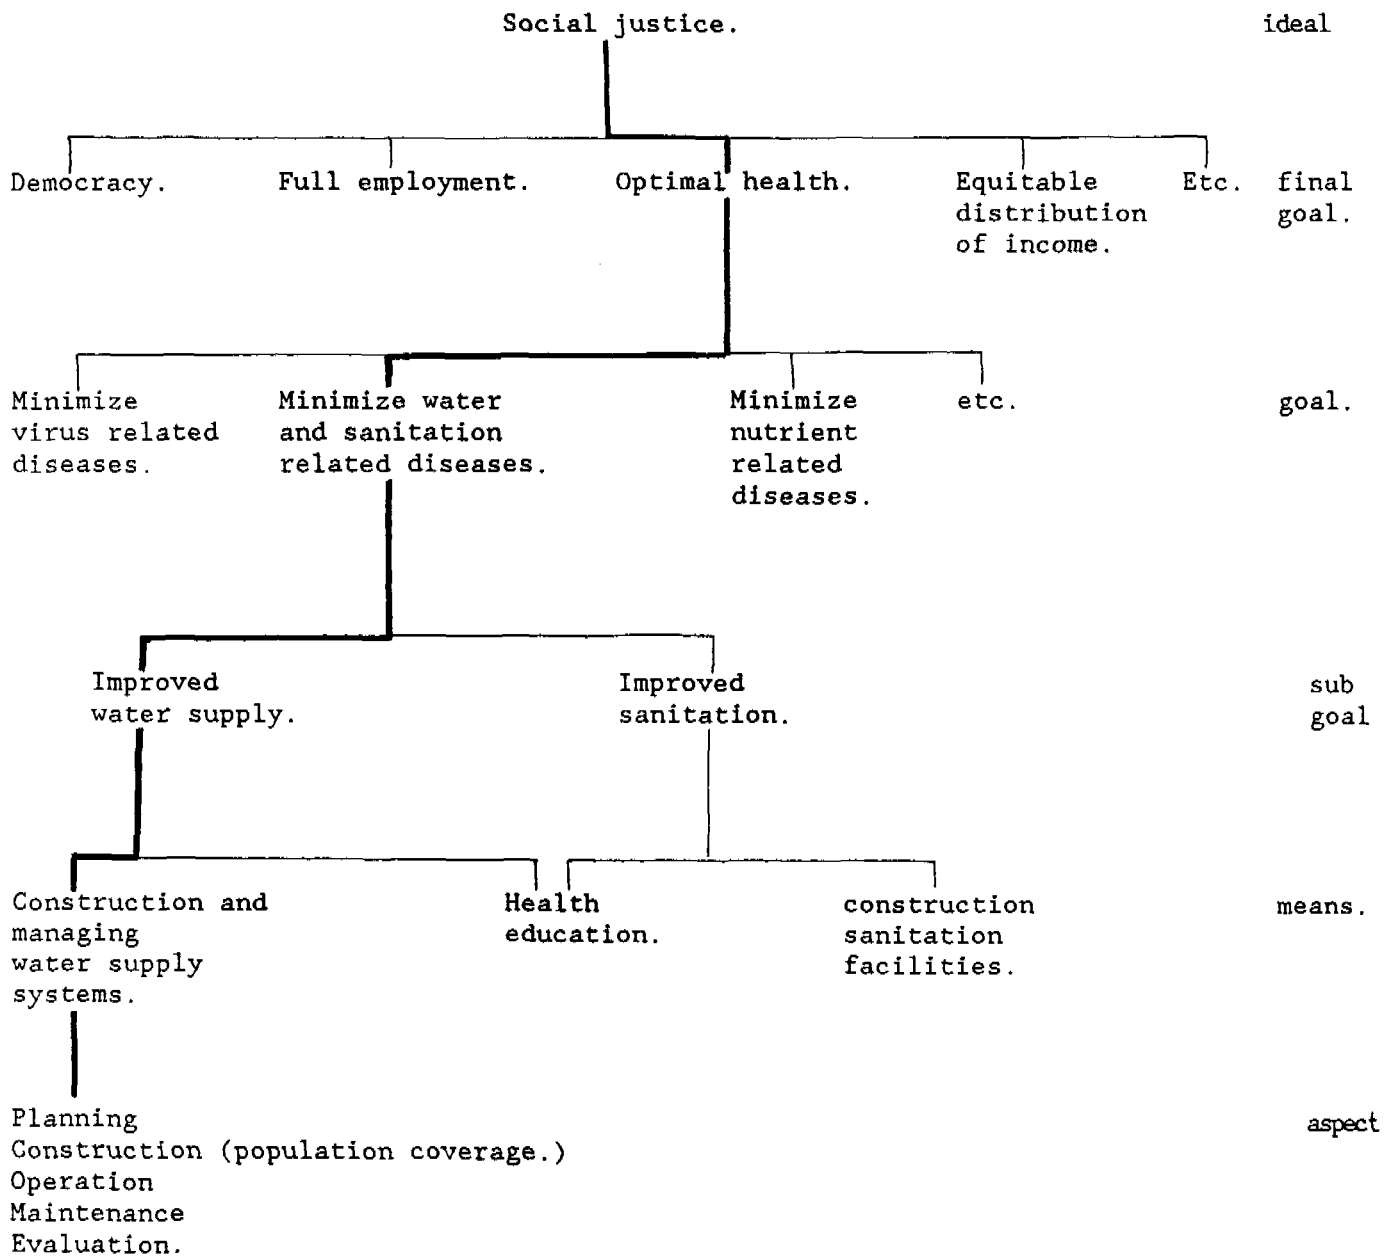 Social justice. ideal
Democracy. Full employment. Optimal health. Equitable Etc. final
distribution goal.
of income.
Minimize Minimize water Minimize etc. goal.
virus related and sanitation nutrient
diseases. related diseases. related
diseases.
Improved Improved sub
water supply. sanitation. goal
Construction and Health construction means.
managing education. sanitation
water supply facilities.
systems.
Planning aspect
Construction (population coverage.)
Operation
Maintenance
Evaluation.